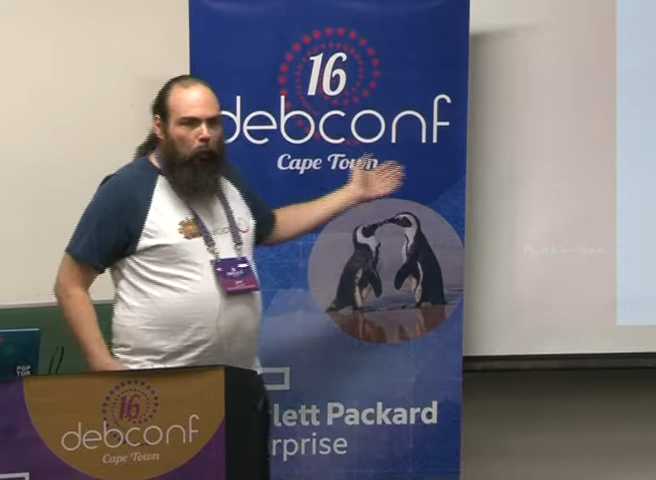 16
debconf
Cape Town
lett Packard
rprise
16
debconf
Cape Town